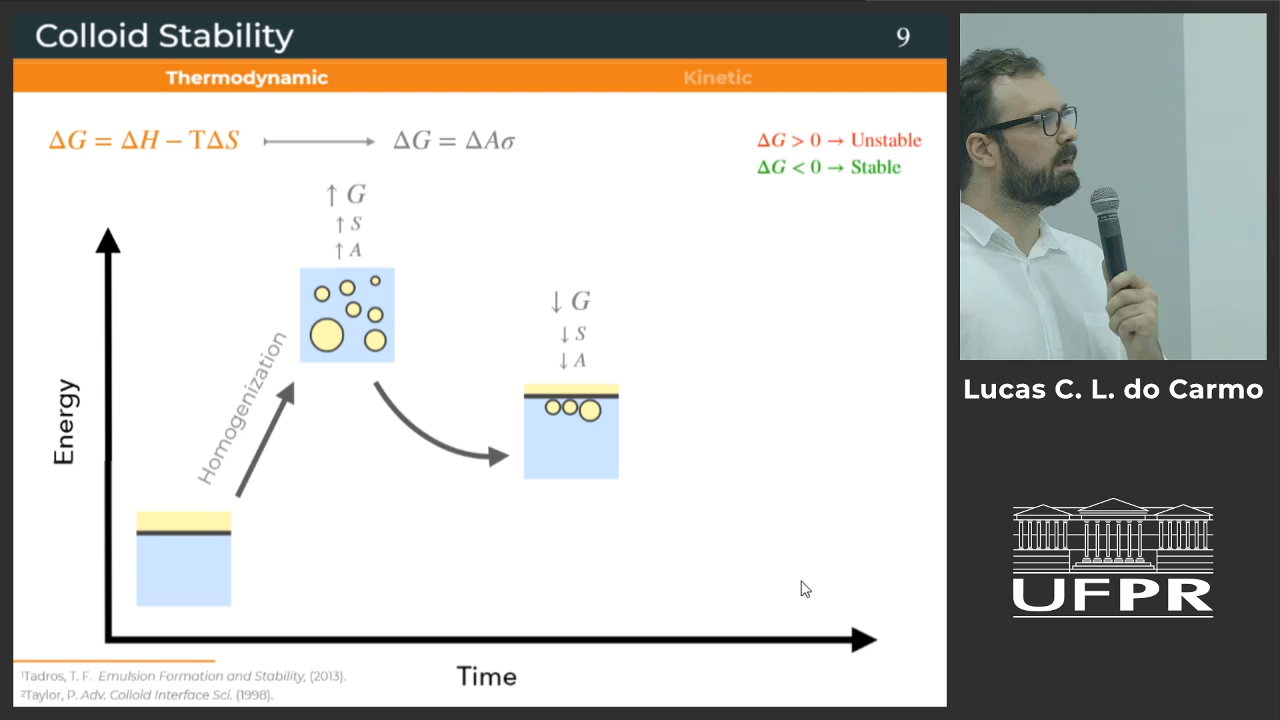 Colloid Stability
9
Thermodynamic
Kinetic
ΔG = ΔH − TΔS
ΔG = ΔAσ
ΔG > 0 → Unstable
ΔG < 0 → Stable
↑ G
↑ S
↑ A
↓ G
↓ S
↓ A
Homogenization
Energy
Time
¹Tadros, T. F. Emulsion Formation and Stability, (2013).
²Taylor, P. Adv. Colloid Interface Sci. (1998).
Lucas C. L. do Carmo
UFPR